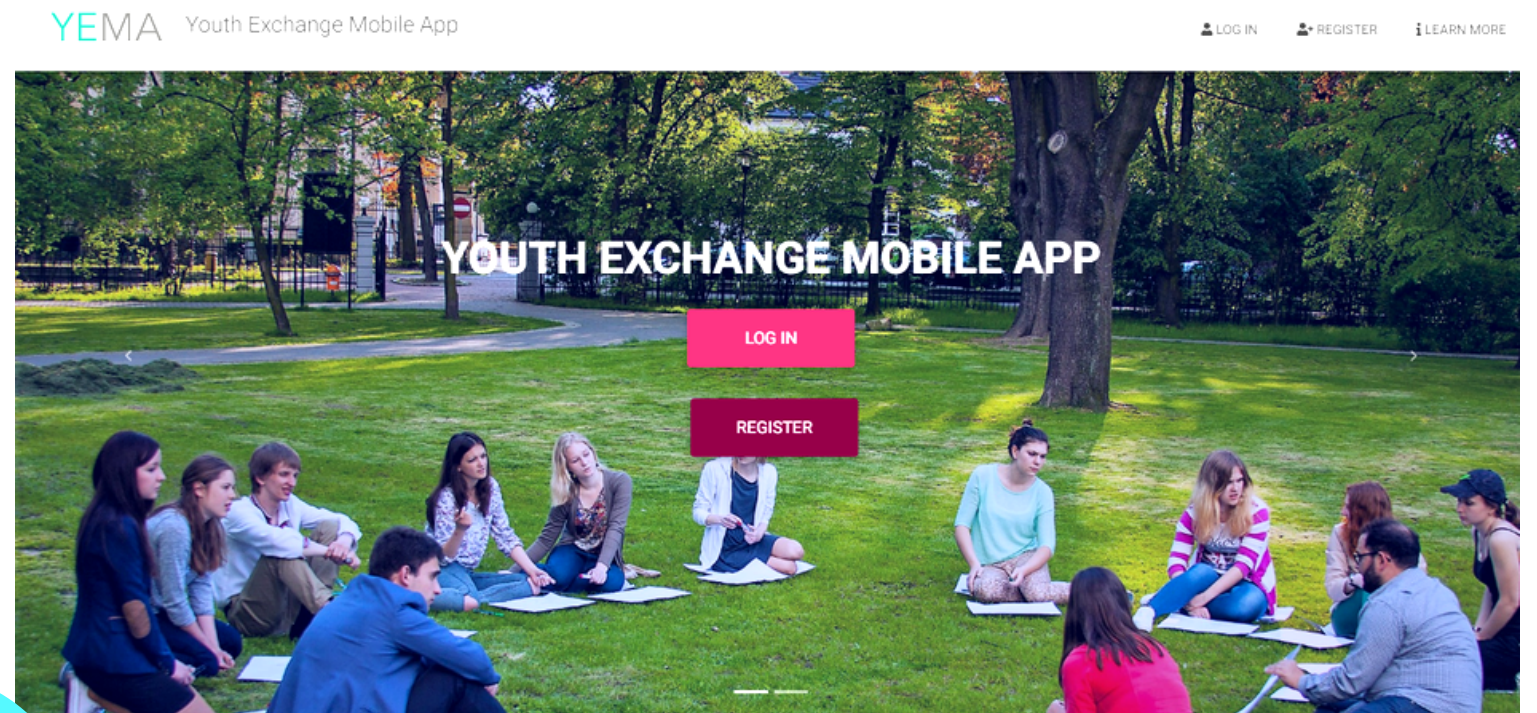 YEMA Youth Exchange Mobile App LOG IN REGISTER LEARN MORE
YOUTH EXCHANGE MOBILE APP
LOG IN
REGISTER